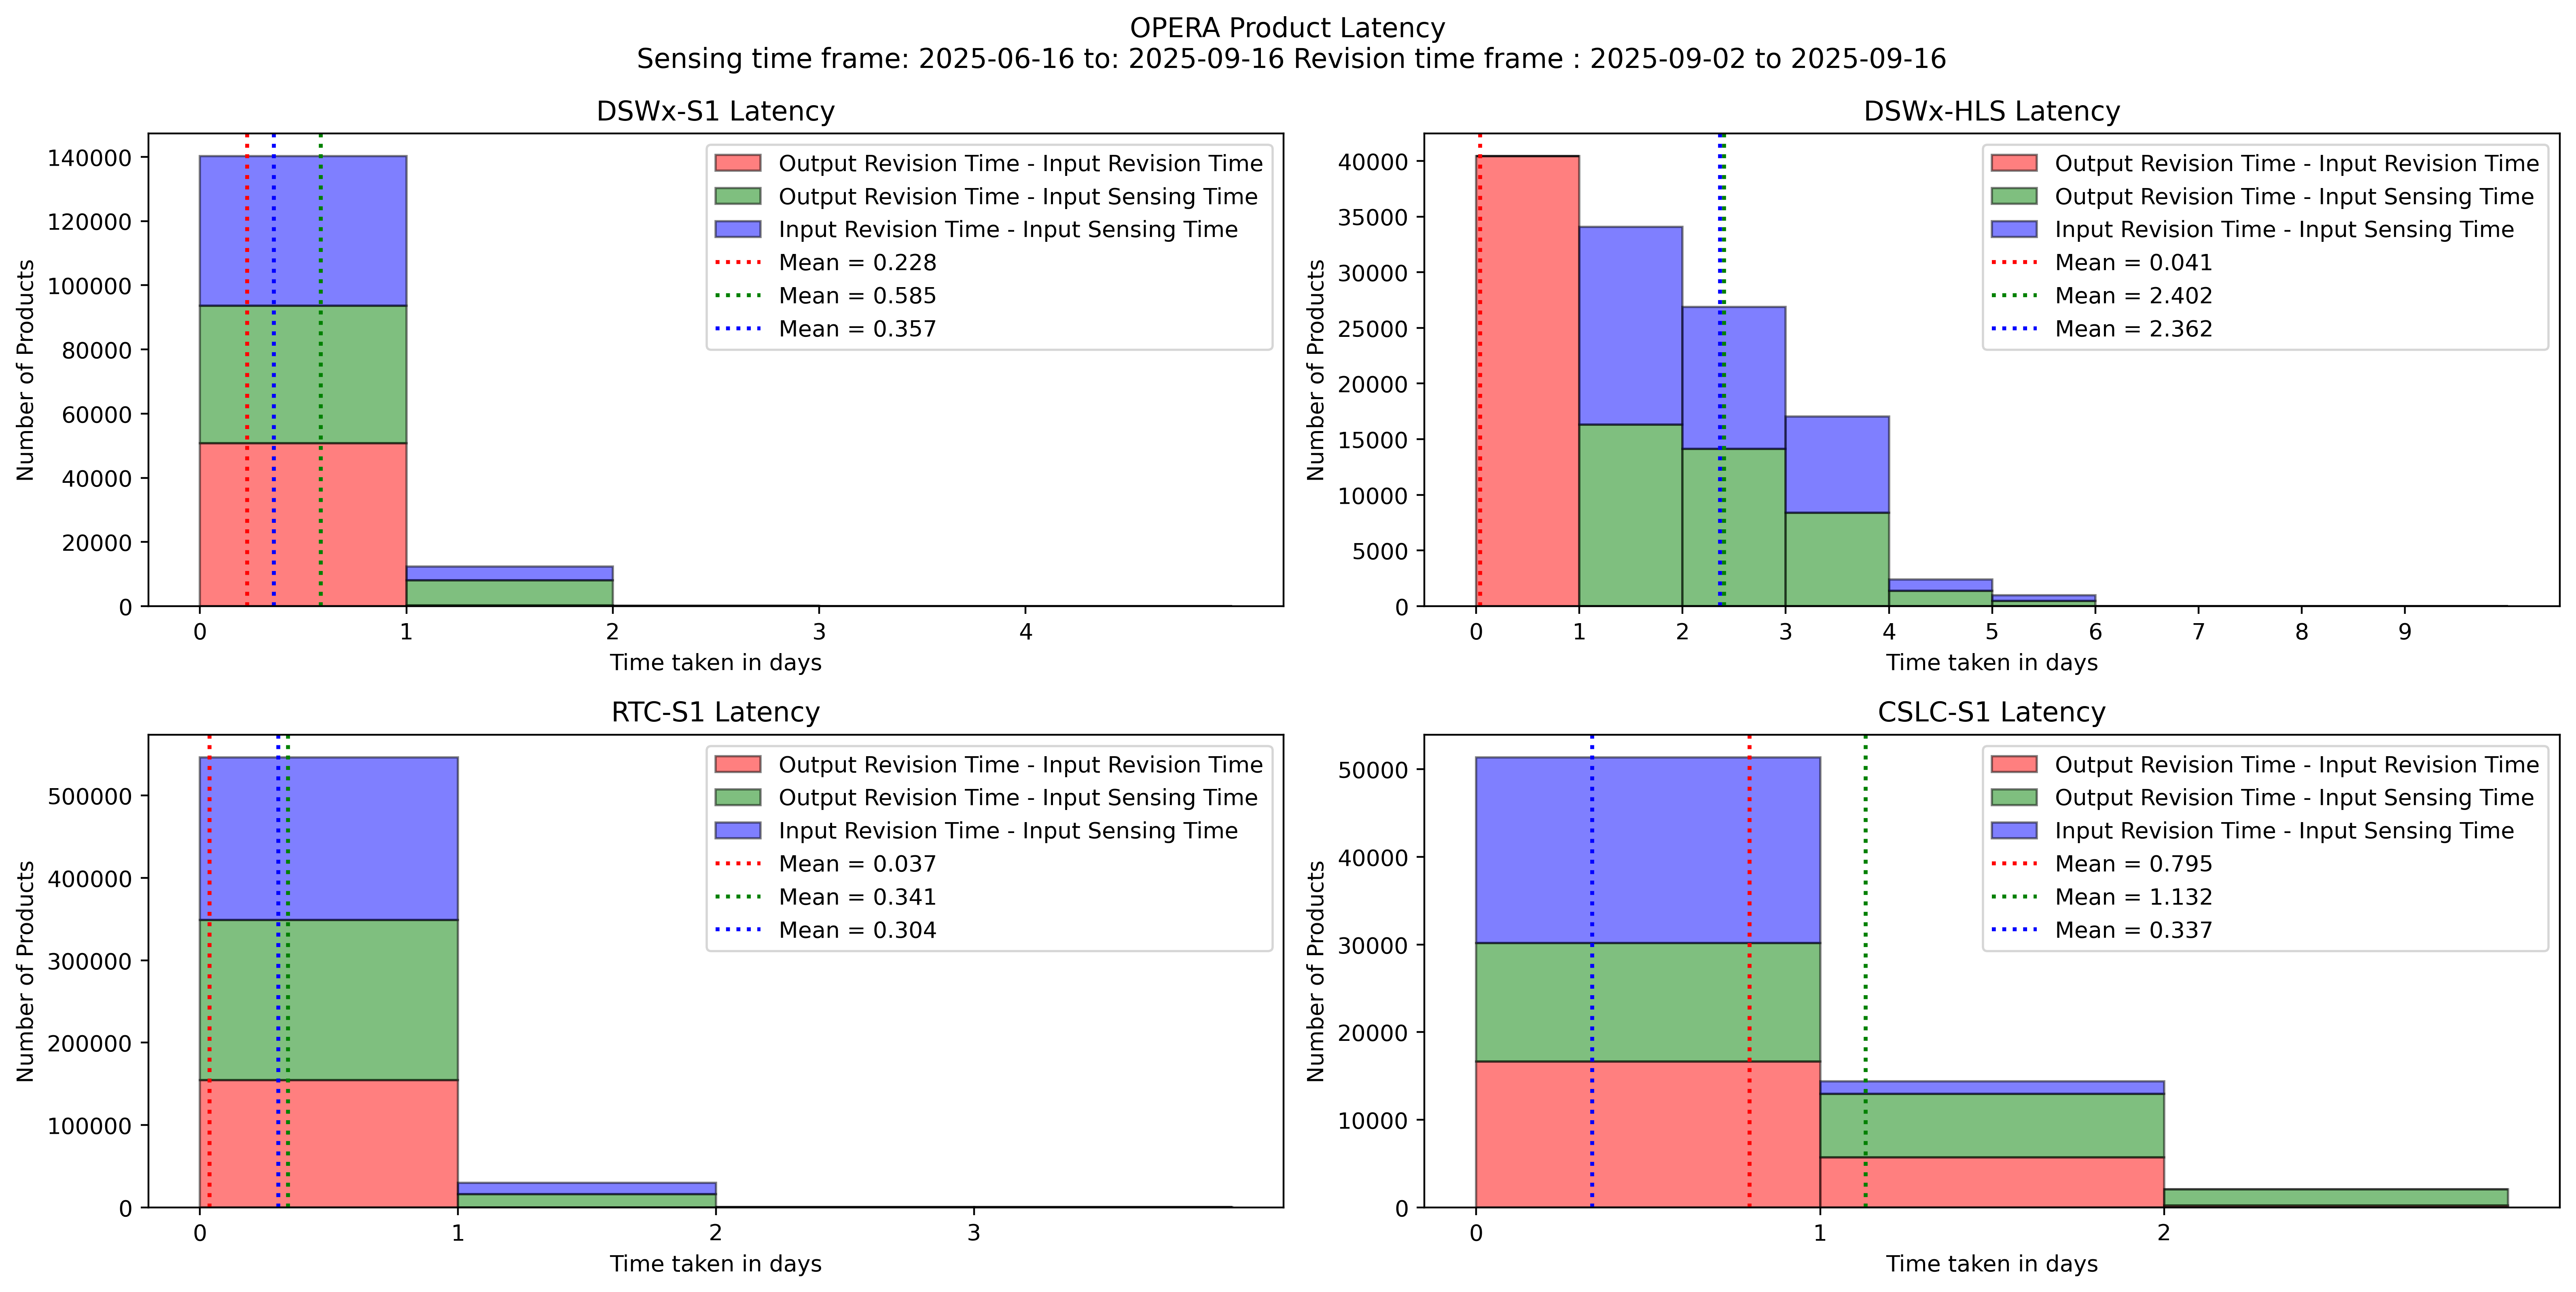 OPERA Product Latency
Sensing time frame: 2025-06-16 to: 2025-09-16 Revision time frame : 2025-09-02 to 2025-09-16
DSWx-S1 Latency
Number of Products
140000
120000
100000
80000
60000
40000
20000
0
0 1 2 3 4
Time taken in days
Output Revision Time - Input Revision Time
Output Revision Time - Input Sensing Time
Input Revision Time - Input Sensing Time
Mean = 0.228
Mean = 0.585
Mean = 0.357
DSWx-HLS Latency
Number of Products
40000
35000
30000
25000
20000
15000
10000
5000
0
0 1 2 3 4 5 6 7 8 9
Time taken in days
Output Revision Time - Input Revision Time
Output Revision Time - Input Sensing Time
Input Revision Time - Input Sensing Time
Mean = 0.041
Mean = 2.402
Mean = 2.362
RTC-S1 Latency
Number of Products
500000
400000
300000
200000
100000
0
0 1 2 3
Time taken in days
Output Revision Time - Input Revision Time
Output Revision Time - Input Sensing Time
Input Revision Time - Input Sensing Time
Mean = 0.037
Mean = 0.341
Mean = 0.304
CSLC-S1 Latency
Number of Products
50000
40000
30000
20000
10000
0
0 1 2
Time taken in days
Output Revision Time - Input Revision Time
Output Revision Time - Input Sensing Time
Input Revision Time - Input Sensing Time
Mean = 0.795
Mean = 1.132
Mean = 0.337